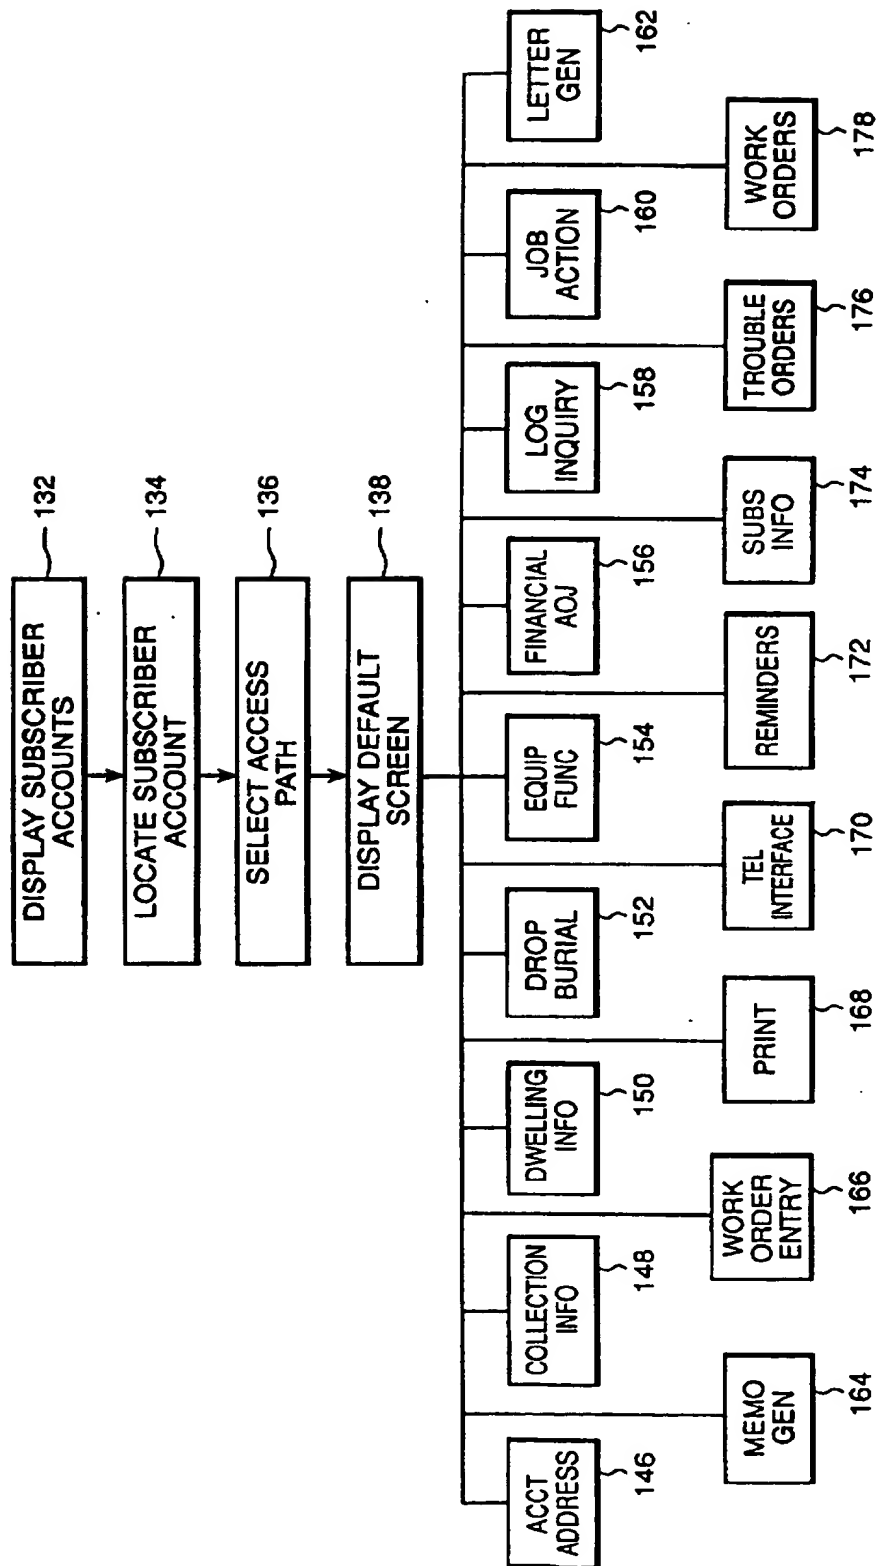 DISPLAY SUBSCRIBER
ACCOUNTS
132
LOCATE SUBSCRIBER
ACCOUNT
134
SELECT ACCESS
PATH
136
DISPLAY DEFAULT
SCREEN
138
ACCT
ADDRESS
146
COLLECTION
INFO
148
DWELLING
INFO
150
DROP
BURIAL
152
EQUIP
FUNC
154
FINANCIAL
AOJ
156
LOG
INQUIRY
158
JOB
ACTION
160
LETTER
GEN
162
MEMO
GEN
164
WORK
ORDER
ENTRY
166
PRINT
168
TEL
INTERFACE
170
REMINDERS
172
SUBS
INFO
174
TROUBLE
ORDERS
176
WORK
ORDERS
178